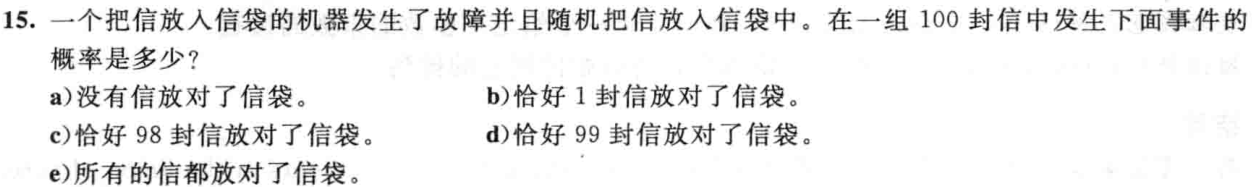 15. 一个把信放入信袋的机器发生了故障并且随机把信放入信袋中。在一组 100 封信中发生下面事件的
概率是多少?
a)没有信放对了信袋。 b)恰好 1 封信放对了信袋。
c)恰好 98 封信放对了信袋。 d)恰好 99 封信放对了信袋。
e)所有的信都放对了信袋。